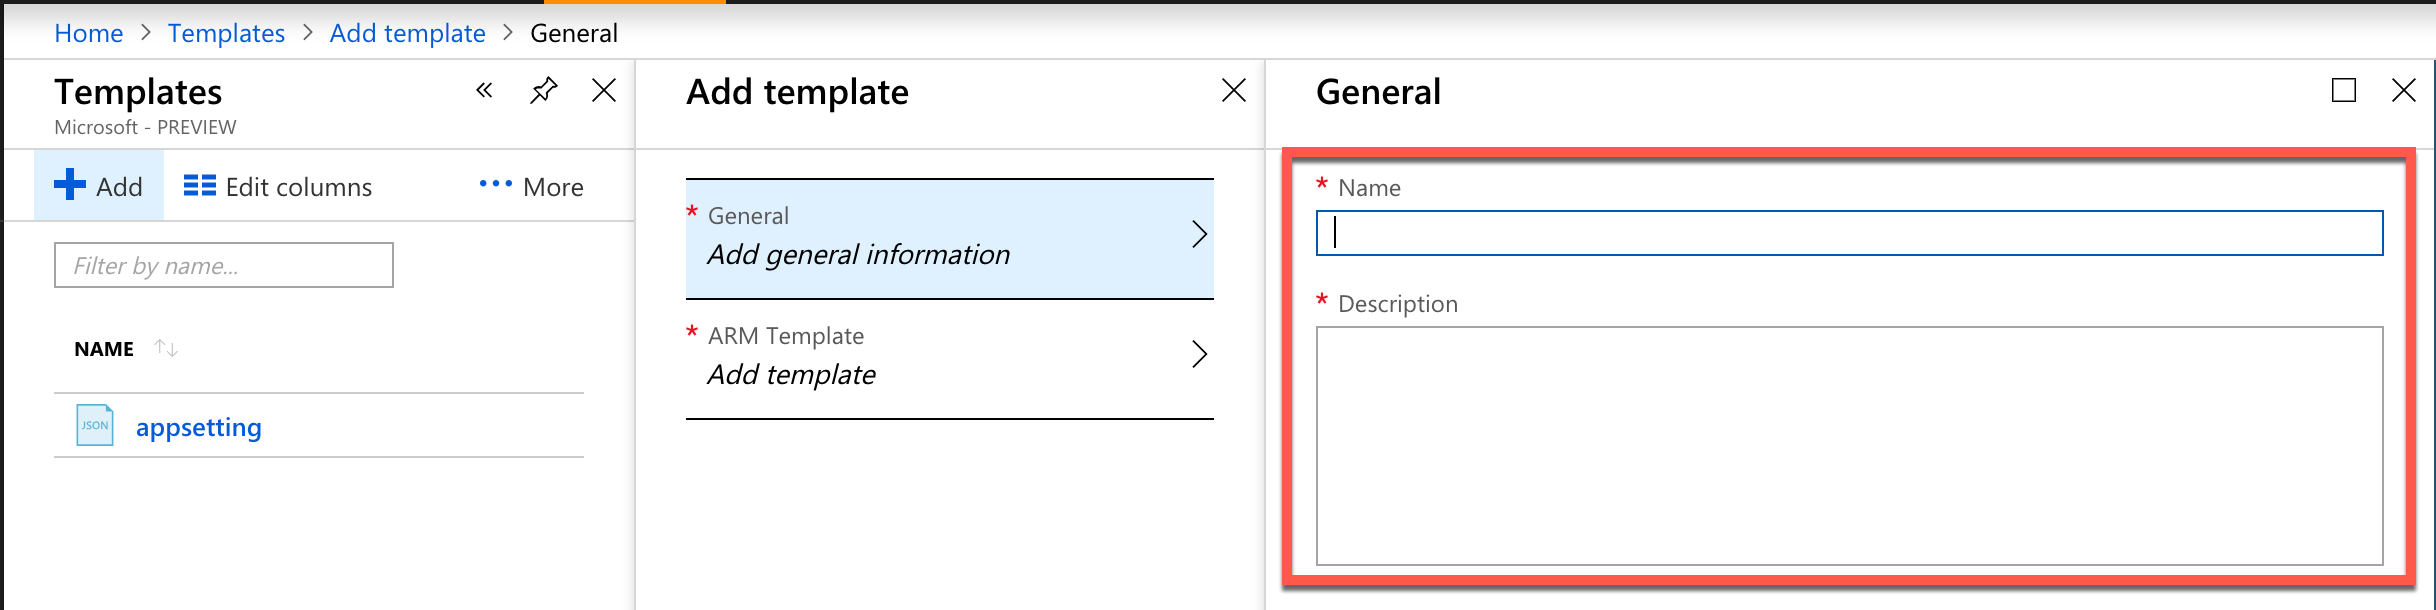 Home > Templates > Add template > General
Templates
Microsoft - PREVIEW
Add
Edit columns
More
Filter by name...
NAME
JSON
appsetting
Add template
* General
Add general information
* ARM Template
Add template
General
* Name
* Description